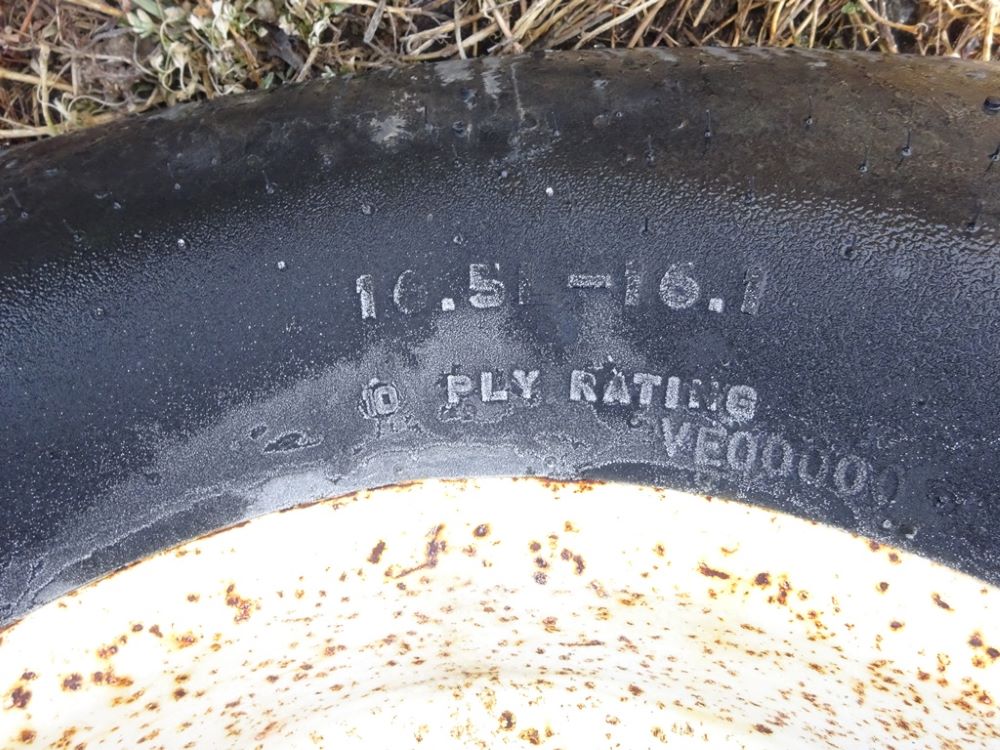 16.5L-16.1
10 PLY RATING
VE00000